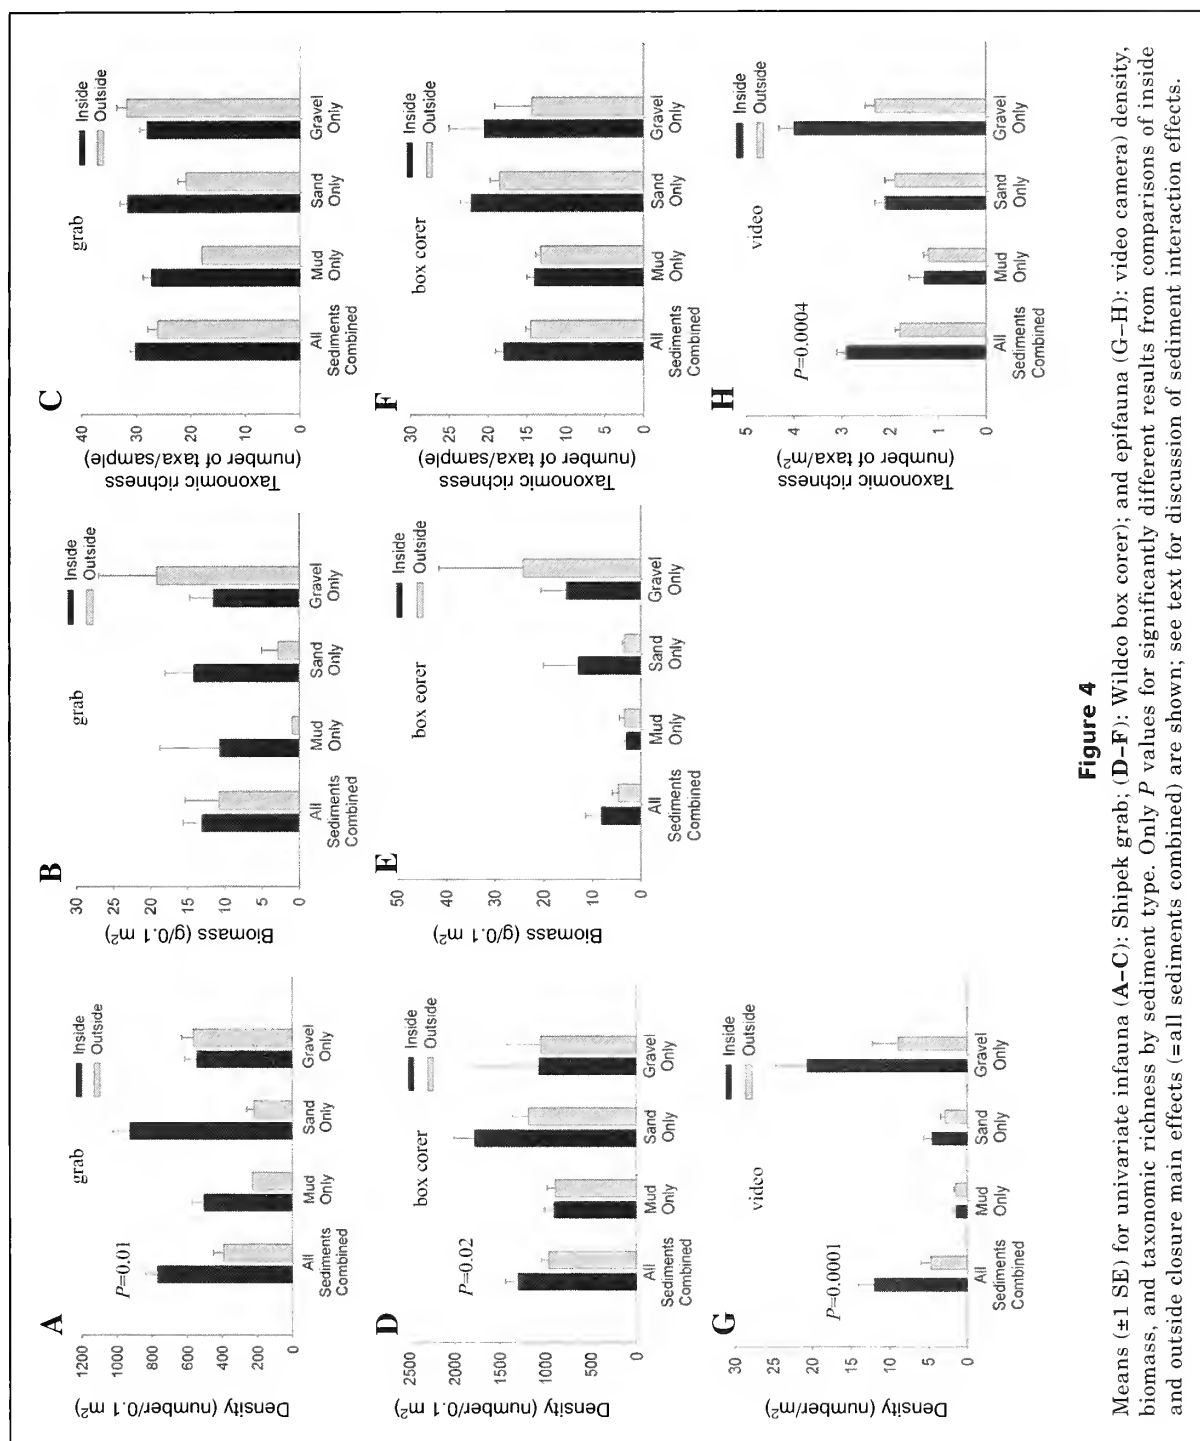 A
Density (number/0.1 m²)
1200
1000
800
600
400
200
0
P=0.01
grab
Inside
Outside
All
Sediments
Combined
Mud
Only
Sand
Only
Gravel
Only
B
Biomass (g/0.1 m²)
30
25
20
15
10
5
0
grab
Inside
Outside
All
Sediments
Combined
Mud
Only
Sand
Only
Gravel
Only
C
Taxonomic richness
(number of taxa/sample)
40
30
20
10
0
grab
Inside
Outside
All
Sediments
Combined
Mud
Only
Sand
Only
Gravel
Only
D
Density (number/0.1 m²)
2500
2000
1500
1000
500
0
P=0.02
box corer
Inside
Outside
All
Sediments
Combined
Mud
Only
Sand
Only
Gravel
Only
E
Biomass (g/0.1 m²)
50
40
30
20
10
0
box corer
Inside
Outside
All
Sediments
Combined
Mud
Only
Sand
Only
Gravel
Only
F
Taxonomic richness
(number of taxa/sample)
40
35
30
25
20
15
10
5
0
box corer
Inside
Outside
All
Sediments
Combined
Mud
Only
Sand
Only
Gravel
Only
G
Density (number/m²)
30
25
20
15
10
5
0
P=0.0001
video
Inside
Outside
All
Sediments
Combined
Mud
Only
Sand
Only
Gravel
Only
H
Taxonomic richness
(number of taxa/m²)
5
4
3
2
1
0
P=0.0004
video
Inside
Outside
All
Sediments
Combined
Mud
Only
Sand
Only
Gravel
Only
Figure 4
Means (±1 SE) for univariate infauna (A–C): Shipek grab; (D–F): Wildco box corer); and epifauna (G–H): video camera) density,
biomass, and taxonomic richness by sediment type. Only P values for significantly different results from comparisons of inside
and outside closure main effects (=all sediments combined) are shown; see text for discussion of sediment interaction effects.